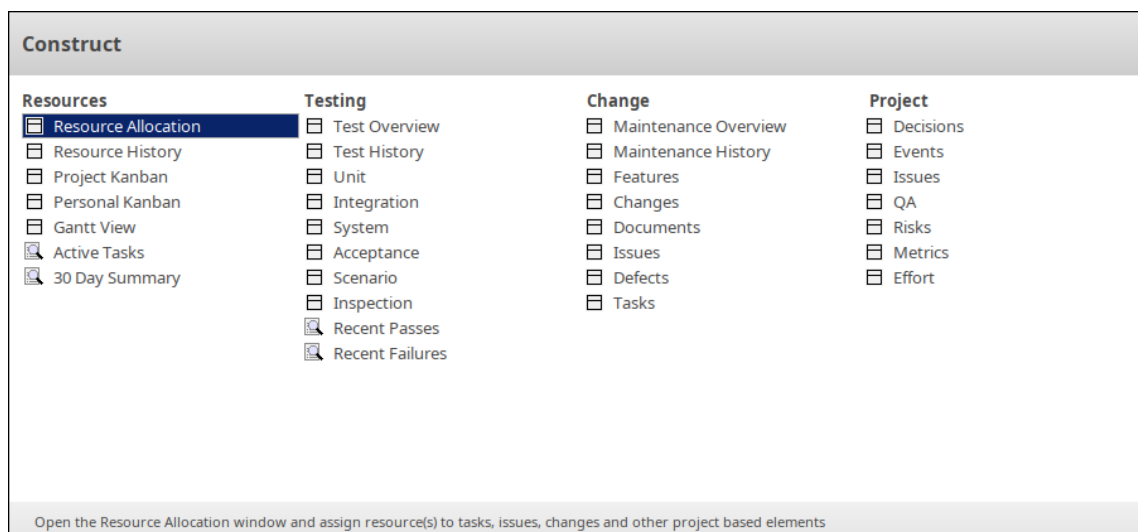 Construct
Resources
Resource Allocation
Resource History
Project Kanban
Personal Kanban
Gantt View
Active Tasks
30 Day Summary
Testing
Test Overview
Test History
Unit
Integration
System
Acceptance
Scenario
Inspection
Recent Passes
Recent Failures
Change
Maintenance Overview
Maintenance History
Features
Changes
Documents
Issues
Defects
Tasks
Project
Decisions
Events
Issues
QA
Risks
Metrics
Effort
Open the Resource Allocation window and assign resource(s) to tasks, issues, changes and other project based elements